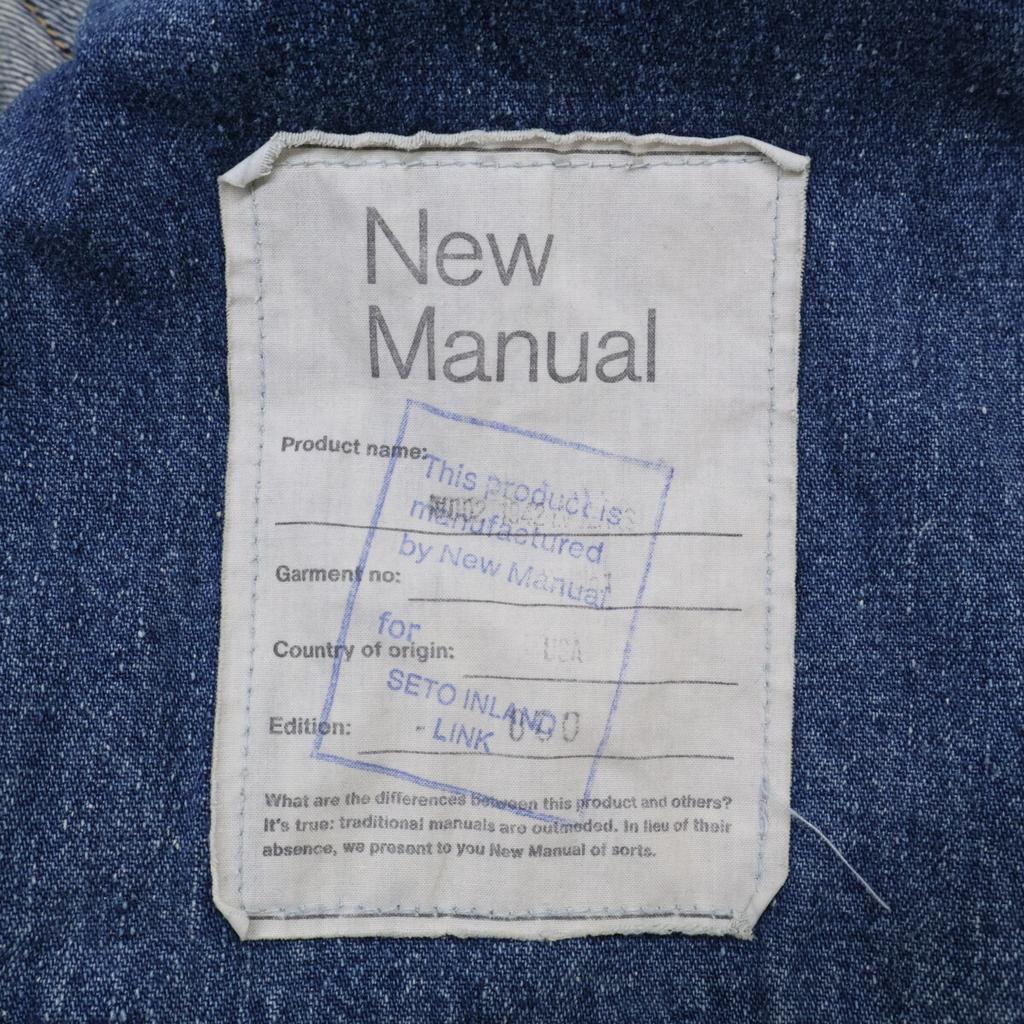 New
Manual
Product name:
This product is
manufactured
by New Manual
Garment no:
for
Country of origin:
USA
SETO INLAND
- LINK
Edition:
What are the differences between this product and others?
It's true: traditional manuals are outmoded. In lieu of their
absence, we present to you New Manual of sorts.